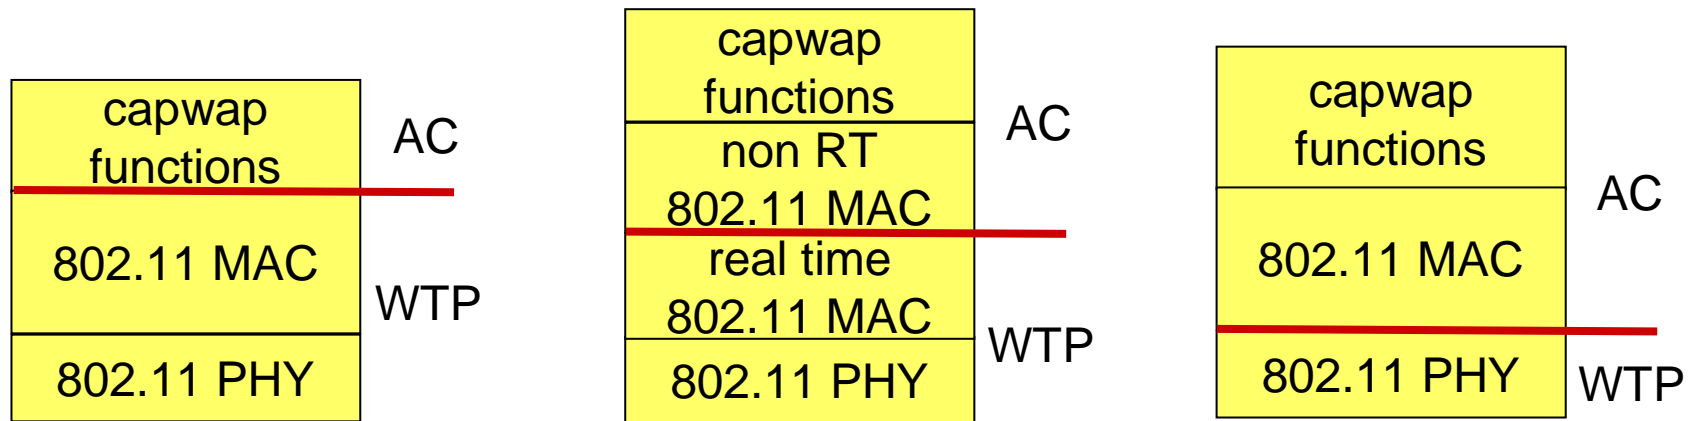 capwap
functions
AC
802.11 MAC
WTP
802.11 PHY
capwap
functions
AC
non RT
802.11 MAC
real time
802.11 MAC
WTP
802.11 PHY
capwap
functions
AC
802.11 MAC
802.11 PHY
WTP